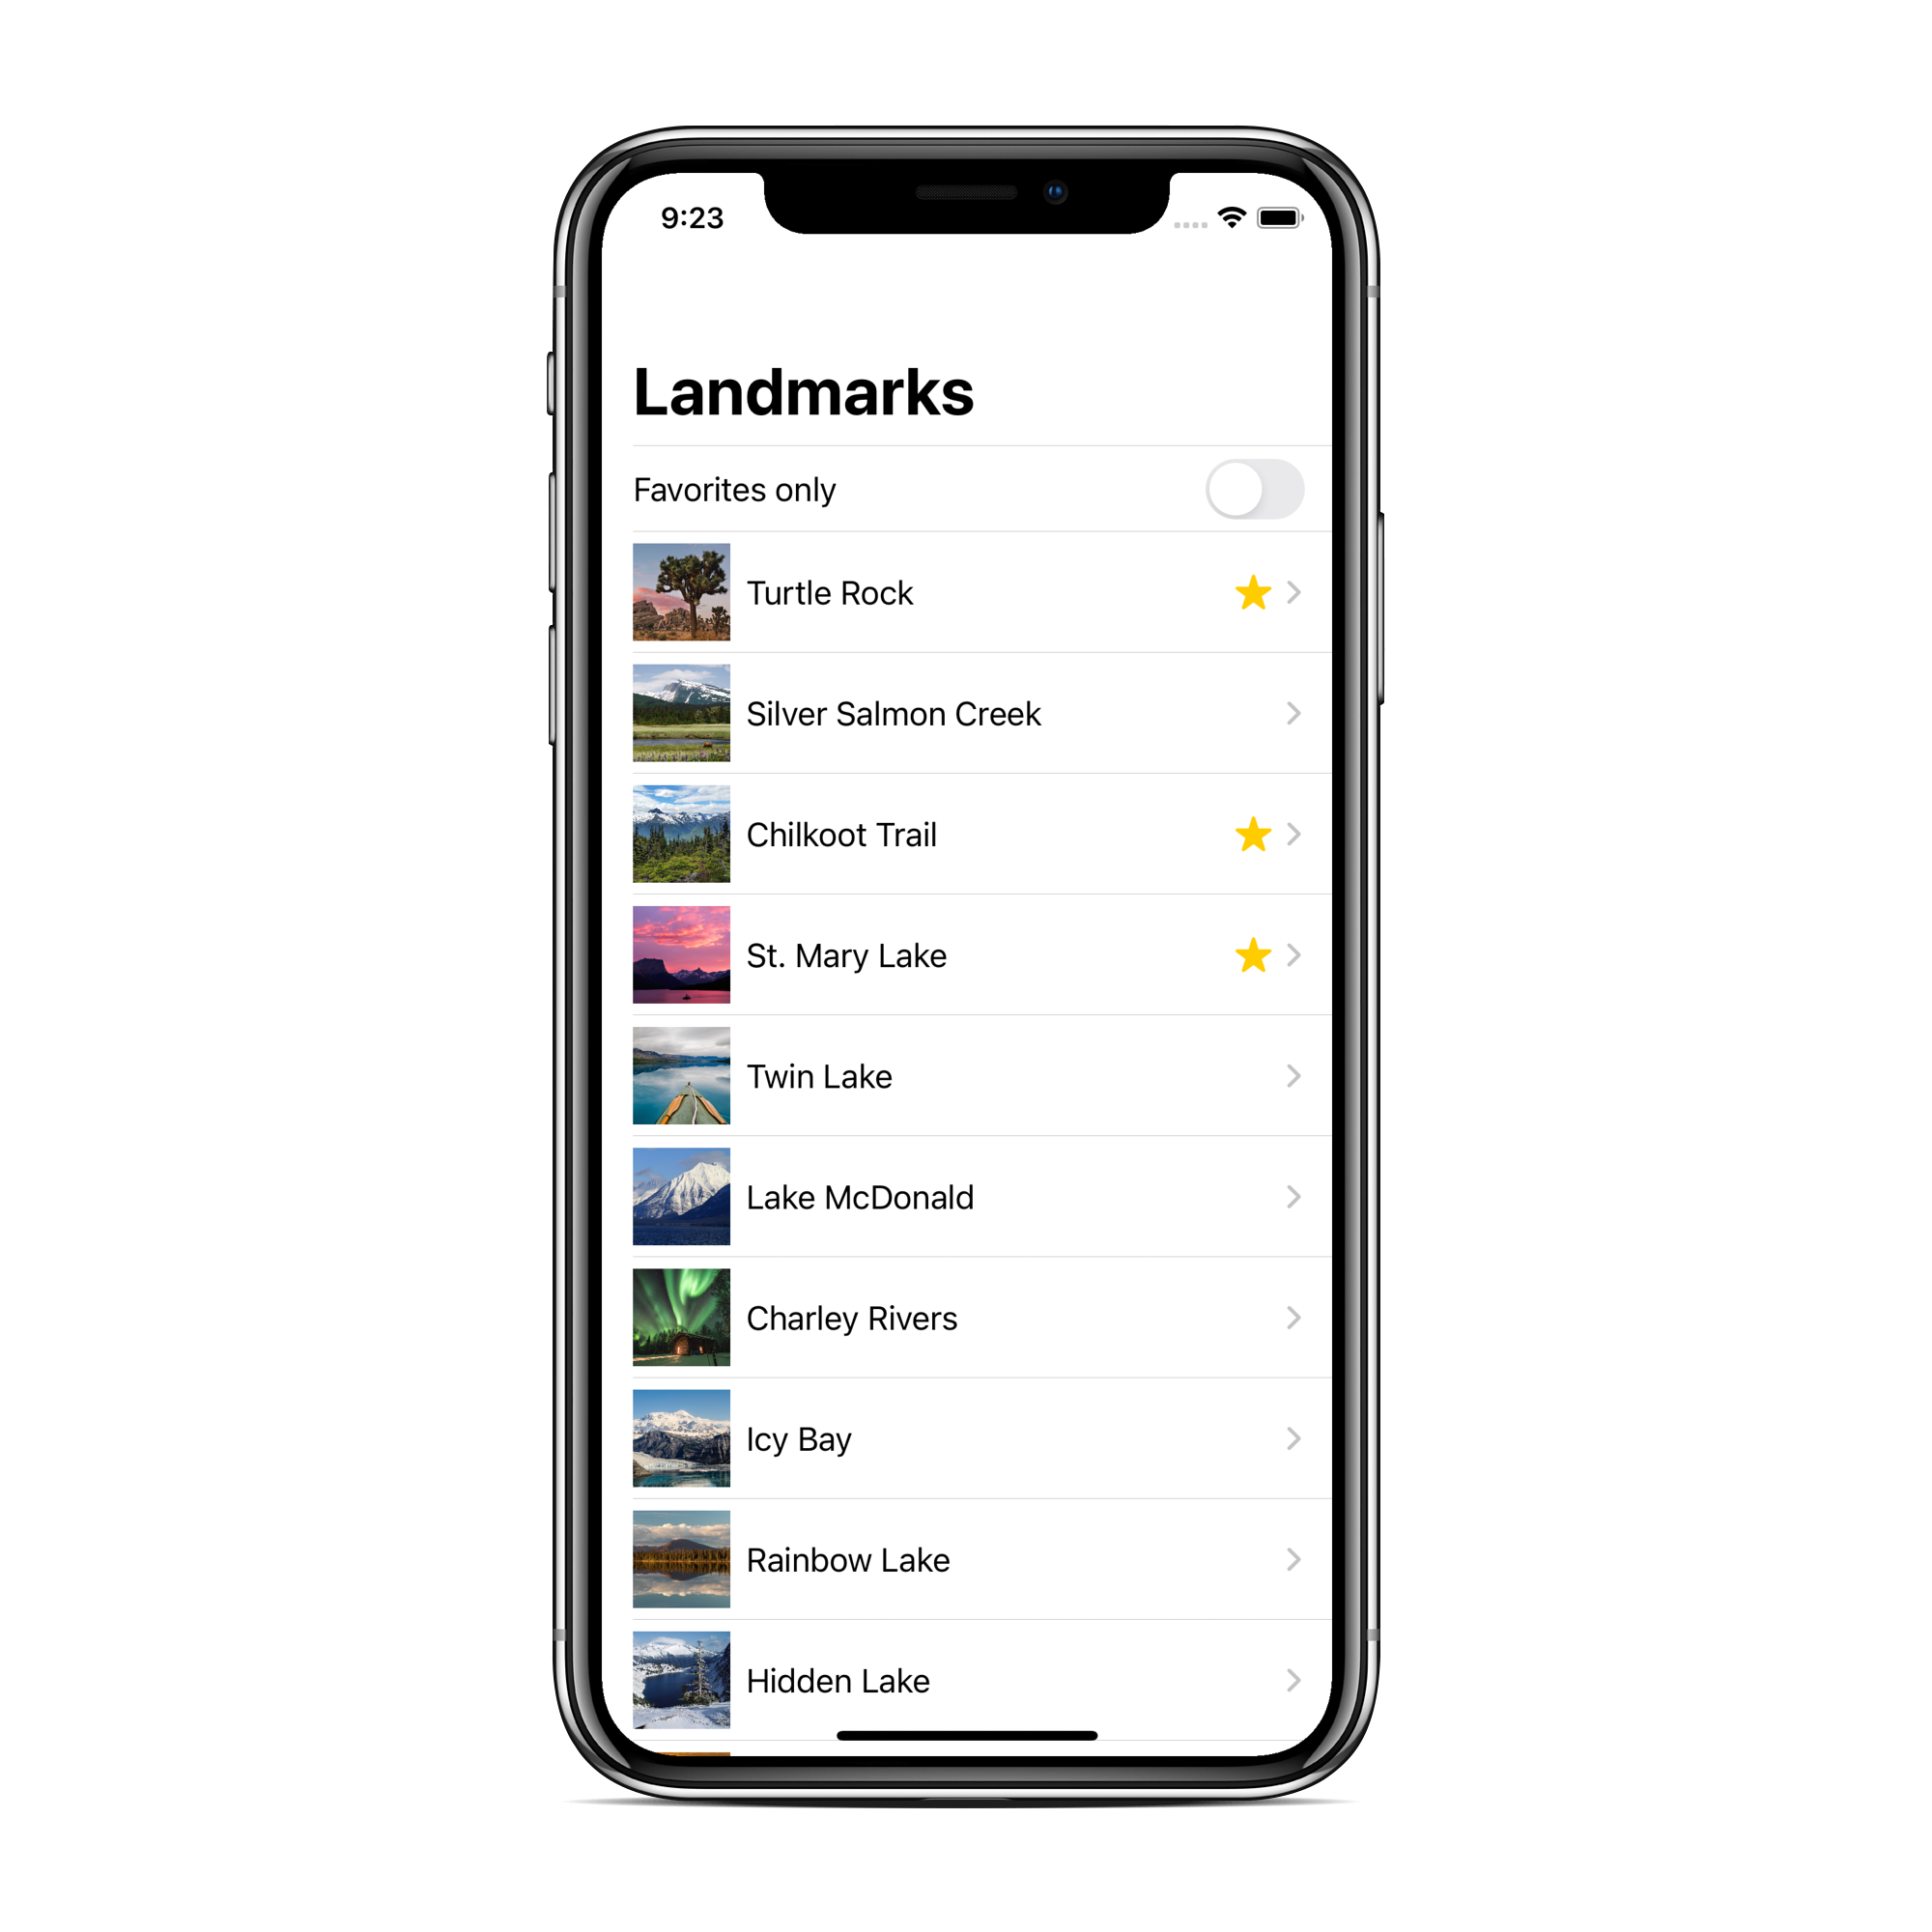 9:23
Landmarks
Favorites only
Turtle Rock
Silver Salmon Creek
Chilkoot Trail
St. Mary Lake
Twin Lake
Lake McDonald
Charley Rivers
Icy Bay
Rainbow Lake
Hidden Lake